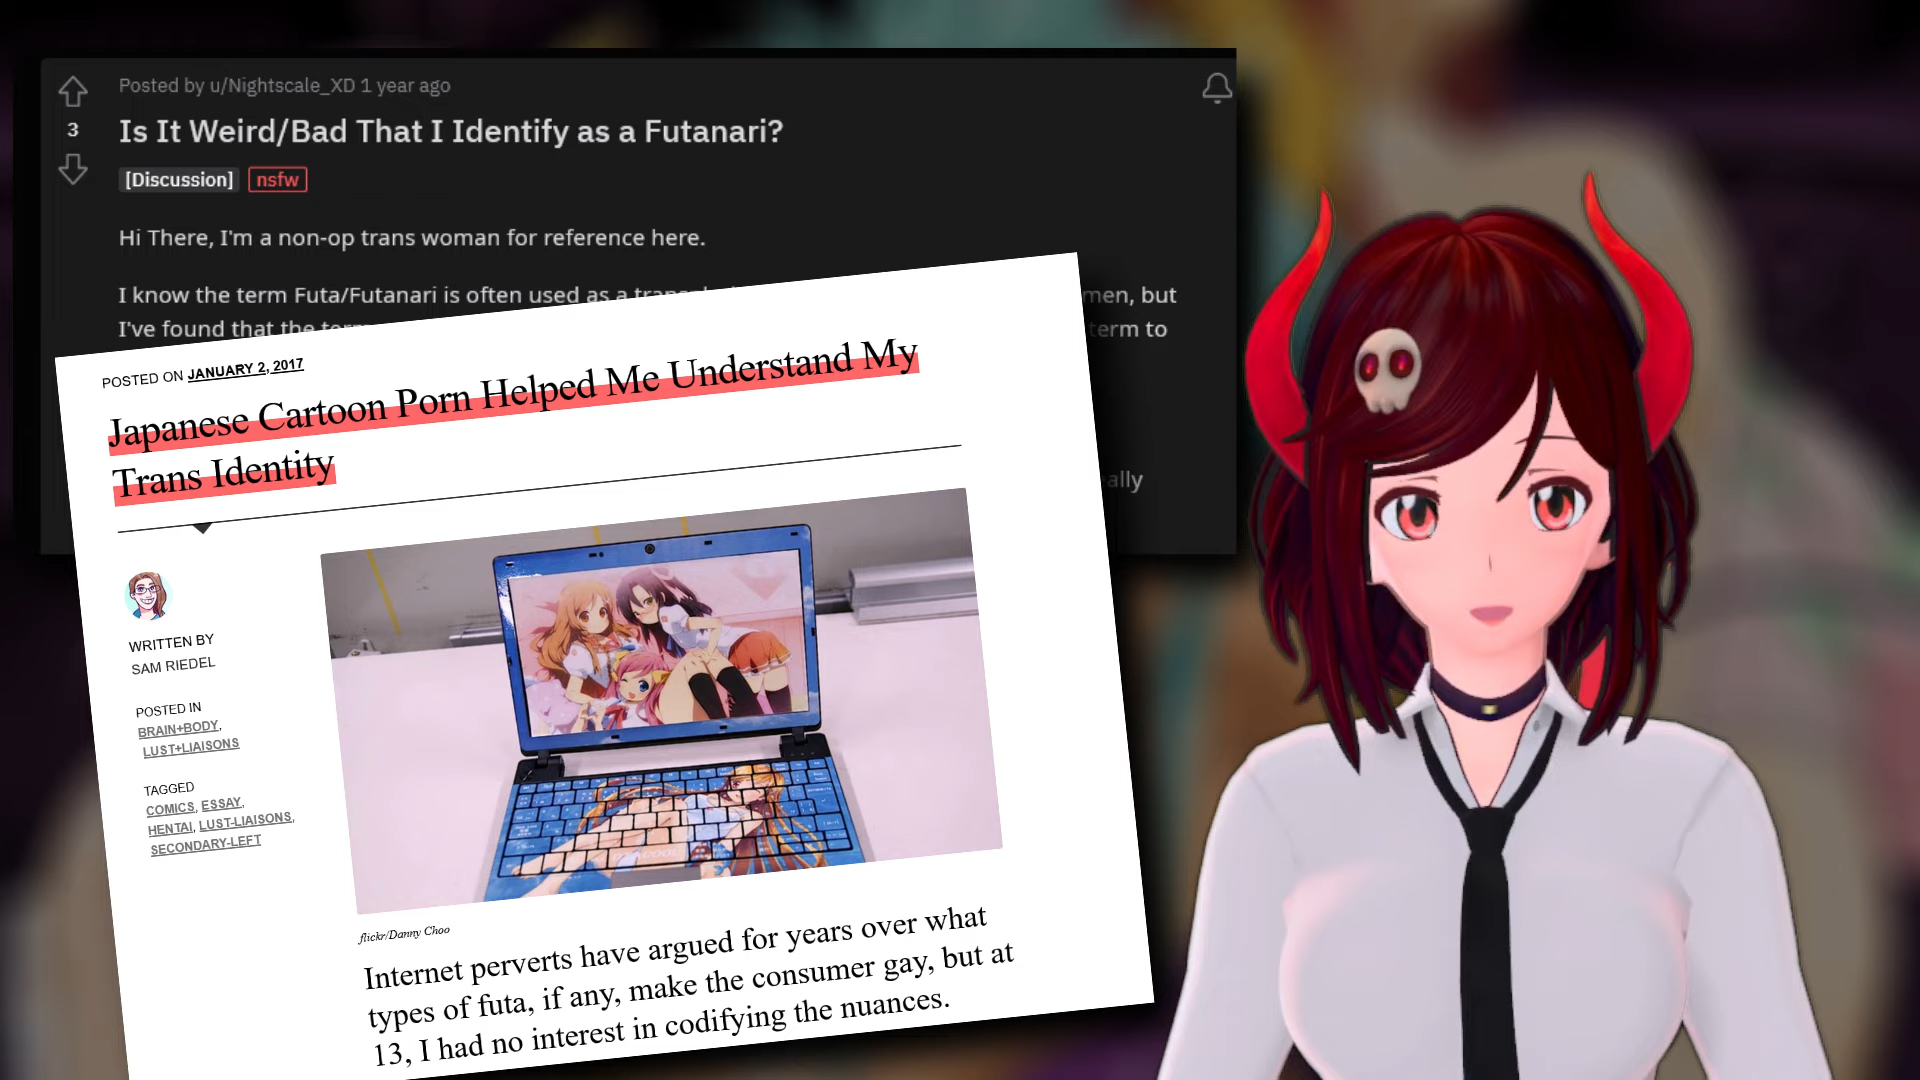 Posted by u/Nightscale_XD 1 year ago
3
Is It Weird/Bad That I Identify as a Futanari?
[Discussion] nsfw
Hi There, I'm a non-op trans woman for reference here.
I know the term Futa/Futanari is often used as a men, but
I've found that the term to
ally
POSTED ON JANUARY 2, 2017
Japanese Cartoon Porn Helped Me Understand My
Trans Identity
WRITTEN BY
SAM RIEDEL
POSTED IN
BRAIN+BODY,
LUST+LIAISONS
TAGGED
COMICS, ESSAY,
HENTAI, LUST-LIAISONS,
SECONDARY-LEFT
flickr/Danny Choo
Internet perverts have argued for years over what
types of futa, if any, make the consumer gay, but at
13, I had no interest in codifying the nuances.